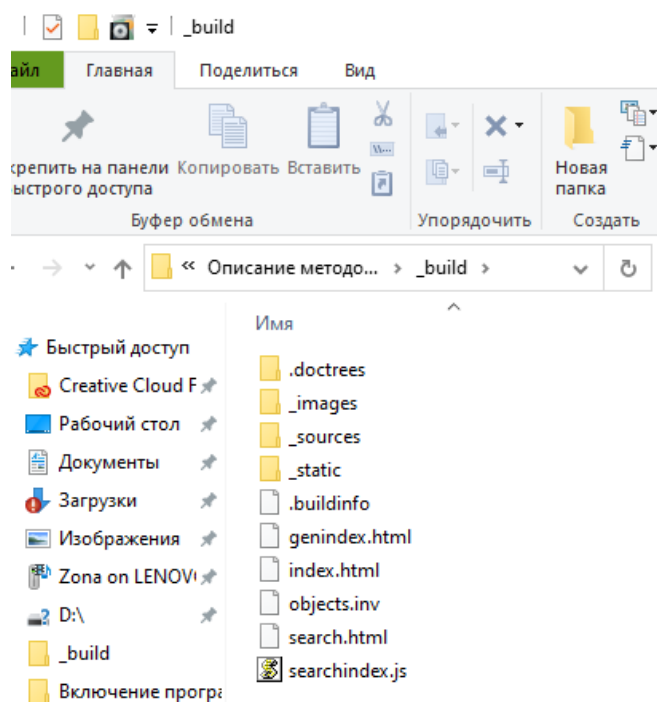 _build
айл Главная Поделиться Вид
крепить на панели Копировать Вставить Новая
ыстрого доступа папка
Буфер обмена Упорядочить Создать
« Описание методо... > _build >
Имя
Быстрый доступ
Creative Cloud F
Рабочий стол
Документы
Загрузки
Изображения
Zona on LENOV
D:\
_build
Включение програ
.doctrees
_images
_sources
_static
.buildinfo
genindex.html
index.html
objects.inv
search.html
searchindex.js